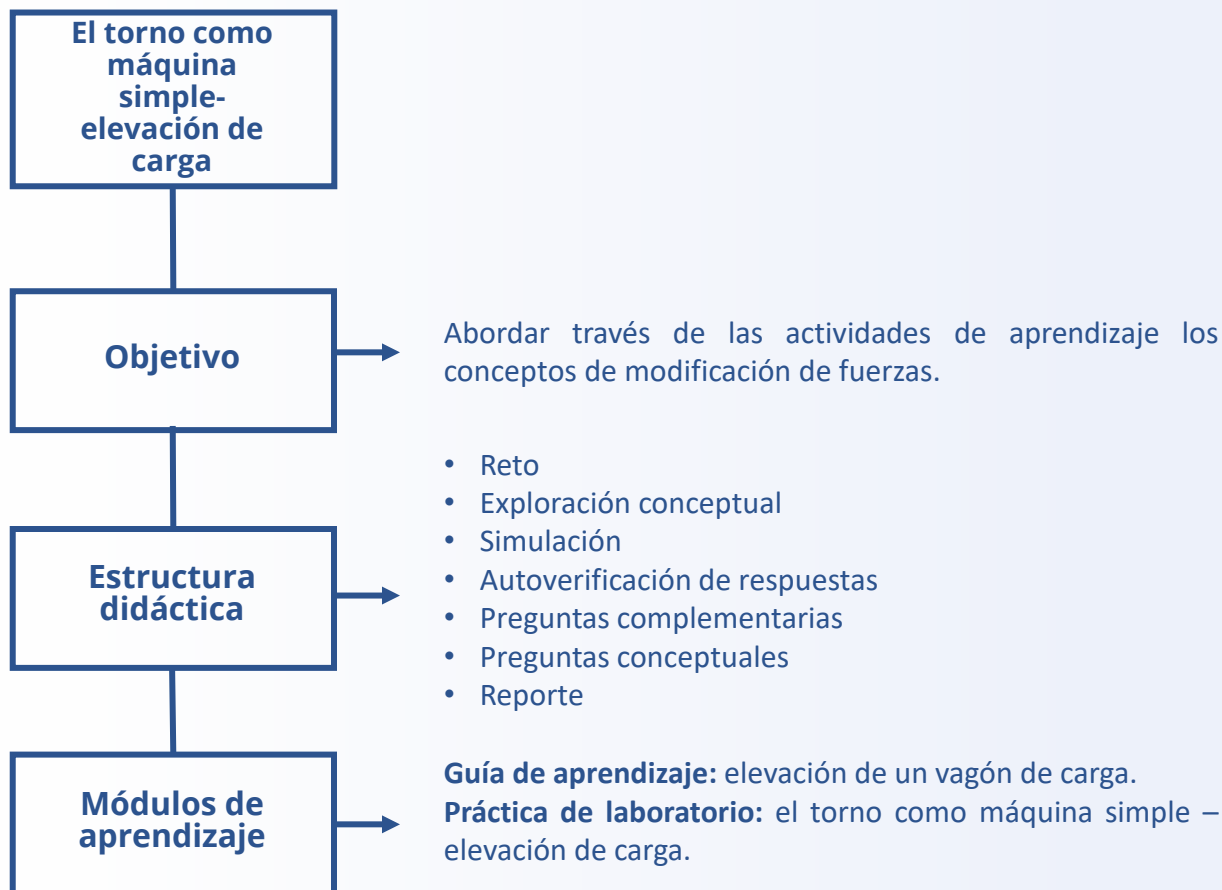 El torno como
máquina
simple-
elevación de
carga
Objetivo
Abordar través de las actividades de aprendizaje los
conceptos de modificación de fuerzas.
Estructura
didáctica
• Reto
• Exploración conceptual
• Simulación
• Autoverificación de respuestas
• Preguntas complementarias
• Preguntas conceptuales
• Reporte
Módulos de
aprendizaje
Guía de aprendizaje: elevación de un vagón de carga.
Práctica de laboratorio: el torno como máquina simple –
elevación de carga.